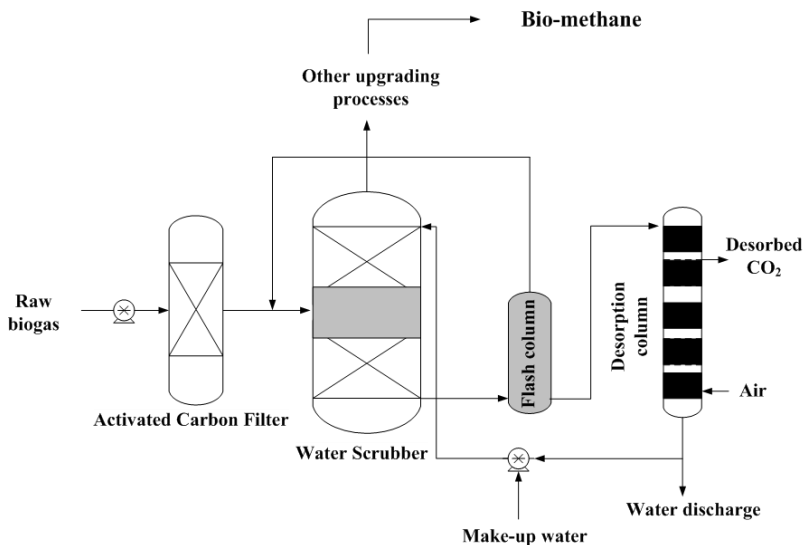 Bio-methane
Other upgrading
processes
Desorbed
CO₂
Raw
biogas
Flash column
Desorption
column
Air
Activated Carbon Filter
Water Scrubber
Water discharge
Make-up water